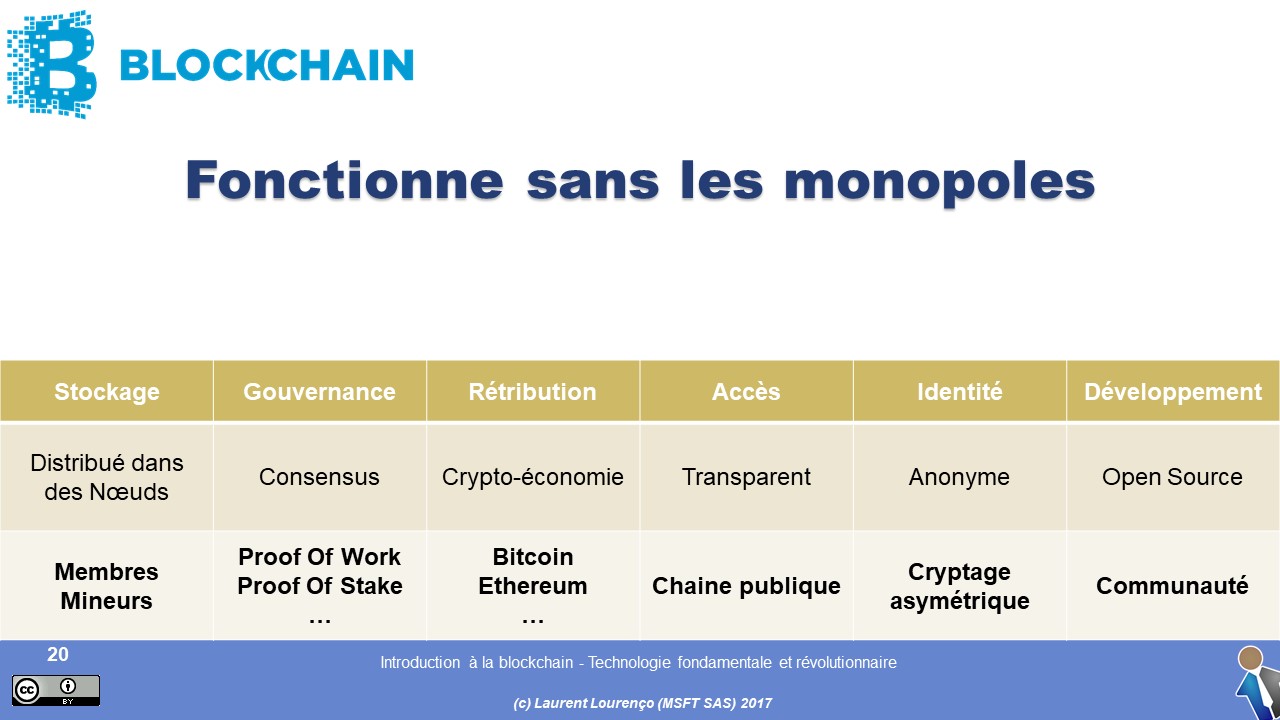 BLOCKCHAIN
Fonctionne sans les monopoles
Stockage
Gouvernance
Rétribution
Accès
Identité
Développement
Distribué dans
des Nœuds
Consensus
Crypto-économie
Transparent
Anonyme
Open Source
Membres
Mineurs
Proof Of Work
Proof Of Stake
…
Bitcoin
Ethereum
…
Chaine publique
Cryptage
asymétrique
Communauté
20
Introduction à la blockchain - Technologie fondamentale et révolutionnaire
cc
BY
(c) Laurent Lourenço (MSFT SAS) 2017